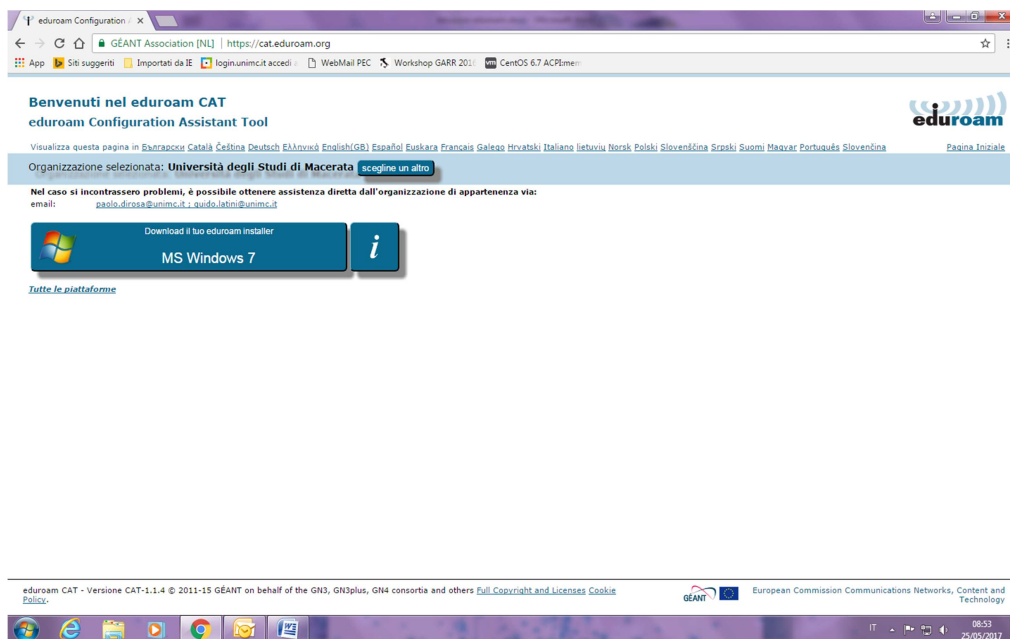 eduroam Configuration A
GÉANT Association [NL] | https://cat.eduroam.org
App Siti suggeriti Importati da IE login.unimc.it accedi a WebMail PEC Workshop GARR 201 CentOS 6.7 ACPI:mem
Benvenuti nel eduroam CAT
eduroam Configuration Assistant Tool
eduroam
Visualizza questa pagina in Български Català Čeština Deutsch Ελληνικά English(GB) Español Euskara Français Galego Hrvatski Italiano lietuvių Norsk Polski Slovenščina Srpski Suomi Magyar Português Slovenčina Pagina Iniziale
Organizzazione selezionata: Università degli Studi di Macerata scegline un altro
Nel caso si incontrassero problemi, è possibile ottenere assistenza diretta dall'organizzazione di appartenenza via:
email: paolo.dirosa@unimc.it ; guido.latini@unimc.it
Download il tuo eduroam installer
MS Windows 7
i
Tutte le piattaforme
eduroam CAT - Versione CAT-1.1.4 © 2011-15 GÉANT on behalf of the GN3, GN3plus, GN4 consortia and others Full Copyright and Licenses Cookie
Policy.
GÉANT
European Commission Communications Networks, Content and
Technology
IT
08:53
25/05/2017